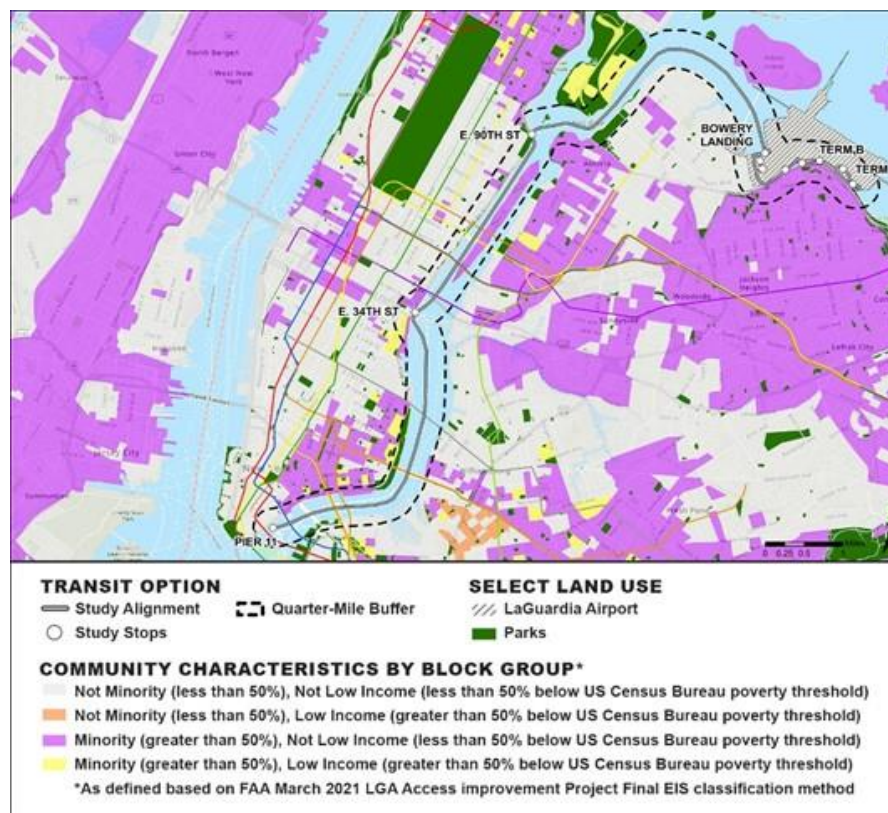 North Bergen
West New
York
Union City
E. 90TH ST
BOWERY
LANDING
TERM B
TERM
Astoria
Jackson
Heights
Woodside
E. 34TH ST
Sunnyside
Lefrak City
Jersey City
PIER 11
0 0.25 0.5
TRANSIT OPTION
Study Alignment
Quarter-Mile Buffer
Study Stops
SELECT LAND USE
LaGuardia Airport
Parks
COMMUNITY CHARACTERISTICS BY BLOCK GROUP*
Not Minority (less than 50%), Not Low Income (less than 50% below US Census Bureau poverty threshold)
Not Minority (less than 50%), Low Income (greater than 50% below US Census Bureau poverty threshold)
Minority (greater than 50%), Not Low Income (less than 50% below US Census Bureau poverty threshold)
Minority (greater than 50%), Low Income (greater than 50% below US Census Bureau poverty threshold)
*As defined based on FAA March 2021 LGA Access improvement Project Final EIS classification method